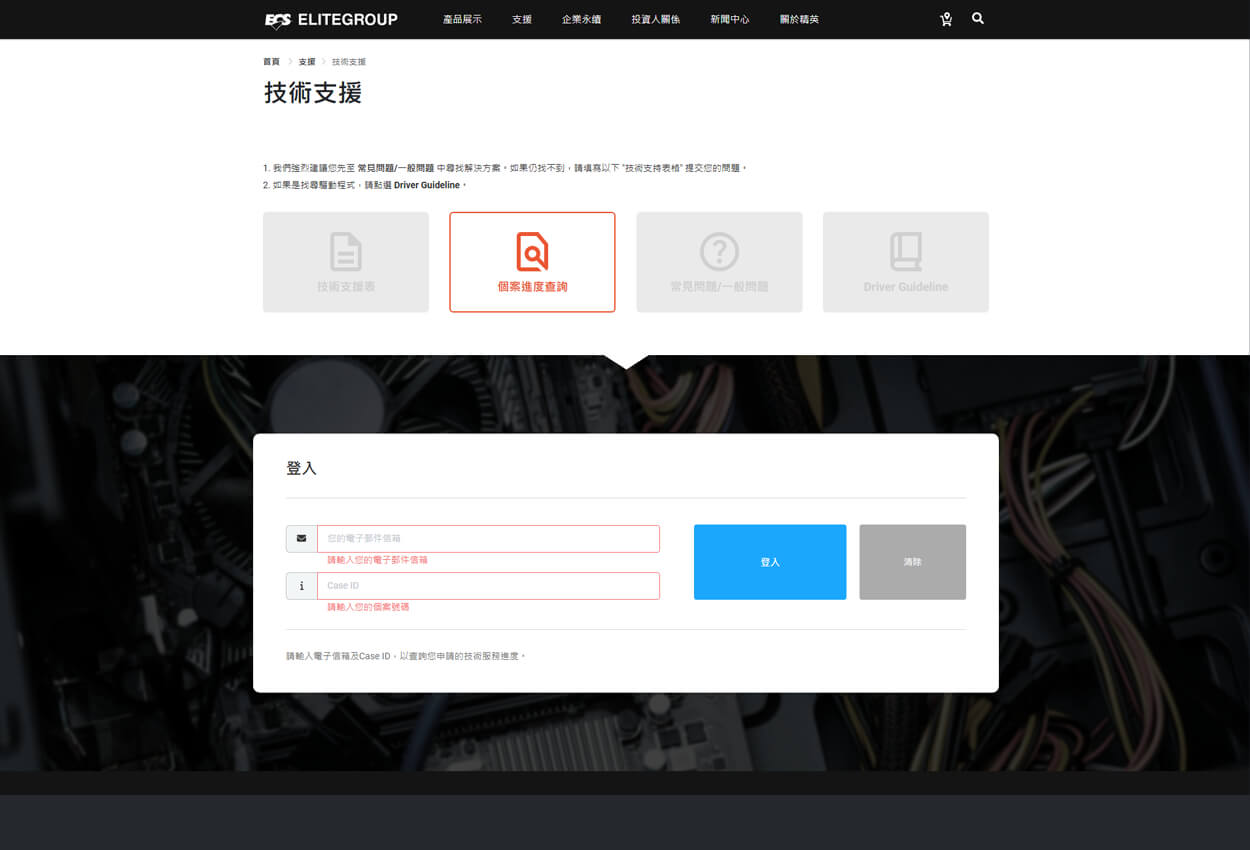 ECS ELITEGROUP
產品展示
支援
企業永續
投資人關係
新聞中心
關於精英
首頁 > 支援 > 技術支援
技術支援
1. 我們強烈建議您先至 常見問題/一般問題 中尋找解決方案。如果仍找不到，請填寫以下 "技術支持表格" 提交您的問題。
2. 如果是找尋驅動程式，請點選 Driver Guideline。
技術支援表
個案進度查詢
常見問題/一般問題
Driver Guideline
登入
您的電子郵件信箱
請輸入您的電子郵件信箱
Case ID
請輸入您的個案號碼
登入
清除
請輸入電子信箱及Case ID，以查詢您申請的技術服務進度。